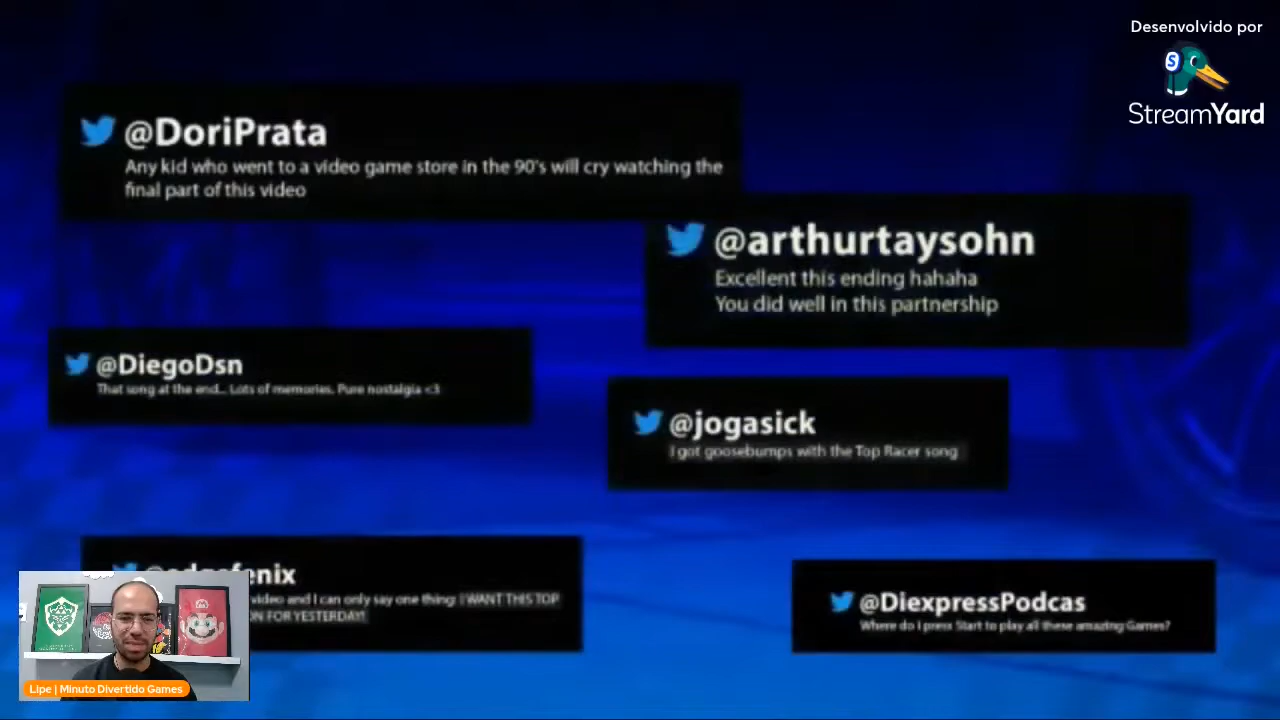 Desenvolvido por
StreamYard
@DoriPrata
Any kid who went to a video game store in the 90's will cry watching the
final part of this video
@arthurtaysohn
Excellent this ending hahaha
You did well in this partnership
@DiegoDsn
That song at the end... Lots of memories. Pure nostalgia <3
@jogasick
I got goosebumps with the Top Racer song
video and I can only say one thing: I WANT THIS TOP
FOR YESTERDAY!
@DiexpressPodcas
Where do I press Start to play all these amazing Games?
Lipe | Minuto Divertido Games